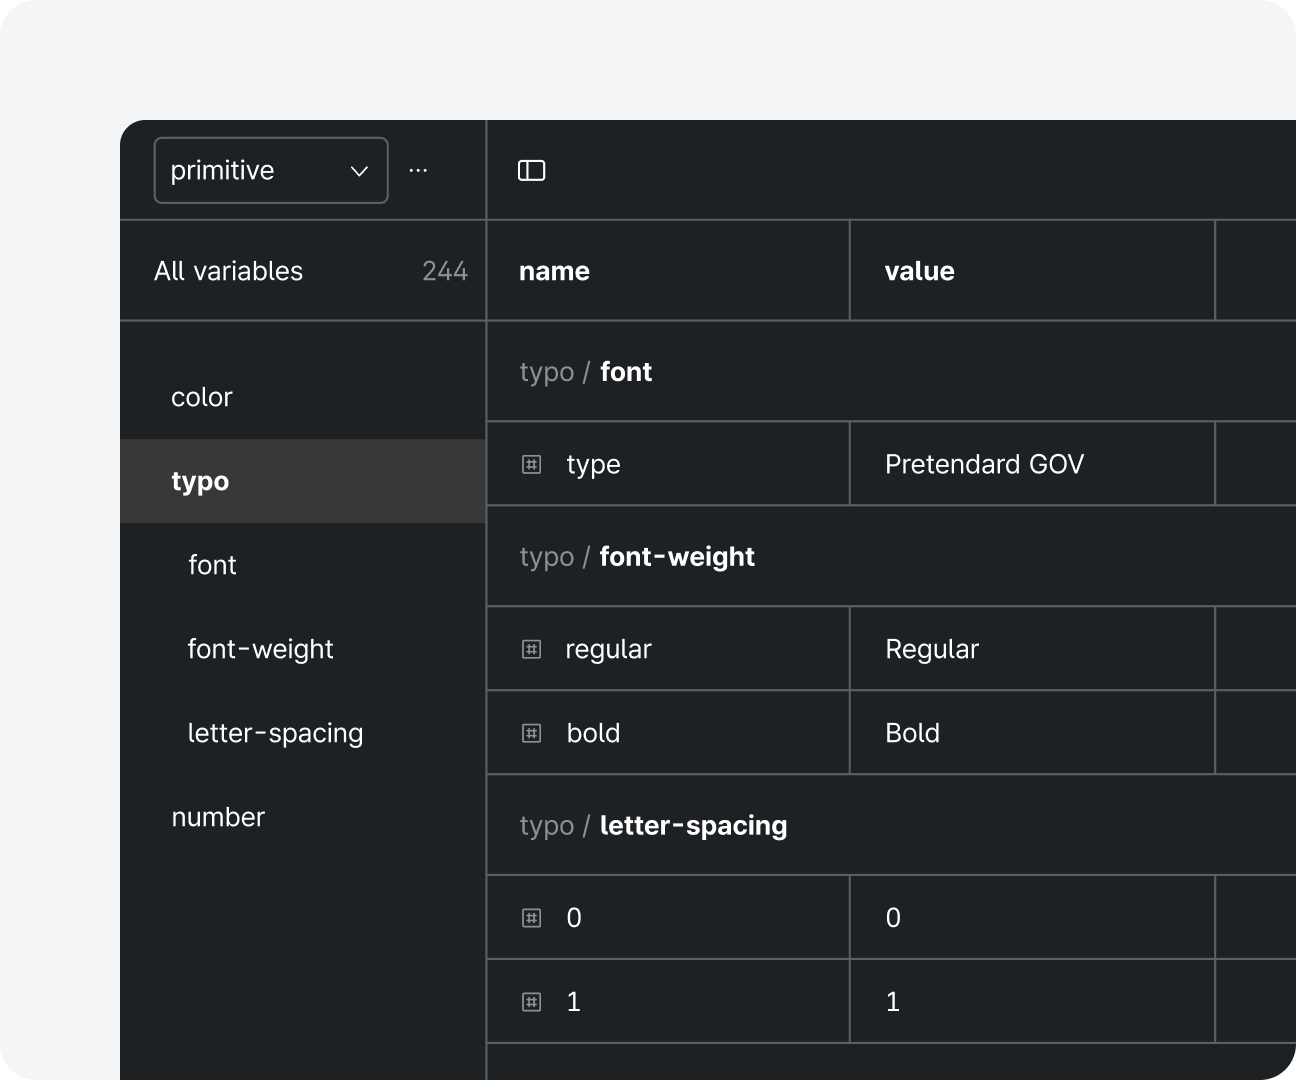 primitive
All variables 244
color
typo
font
font-weight
letter-spacing
number
name value
typo / font
type Pretendard GOV
typo / font-weight
regular Regular
bold Bold
typo / letter-spacing
0 0
1 1